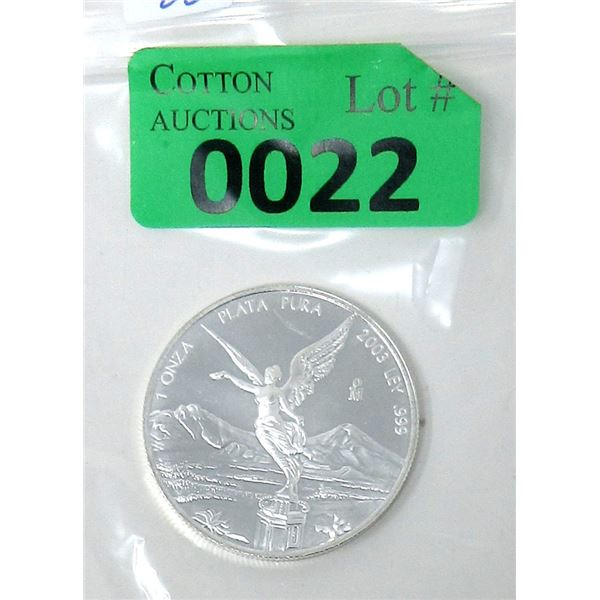 COTTON
AUCTIONS
Lot #
0022
1 ONZA PLATA PURA 2003 LEY .999